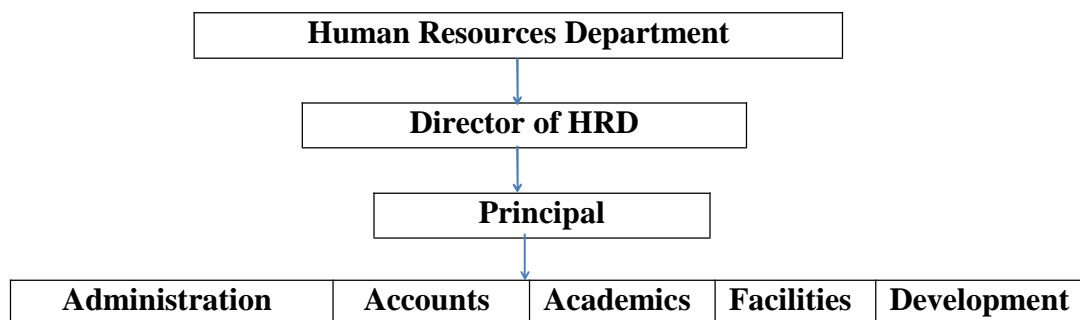 Human Resources Department
Director of HRD
Principal
Administration Accounts Academics Facilities Development